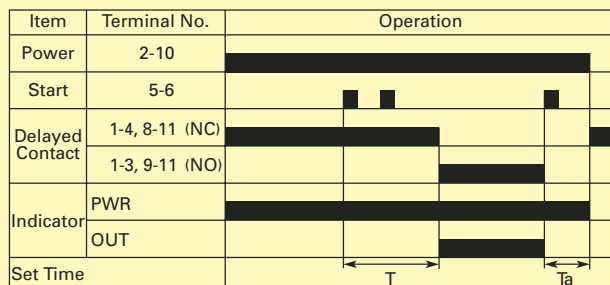 Item Terminal No. Operation
Power 2-10
Start 5-6
Delayed Contact 1-4, 8-11 (NC)
1-3, 9-11 (NO)
Indicator PWR
OUT
Set Time T Ta